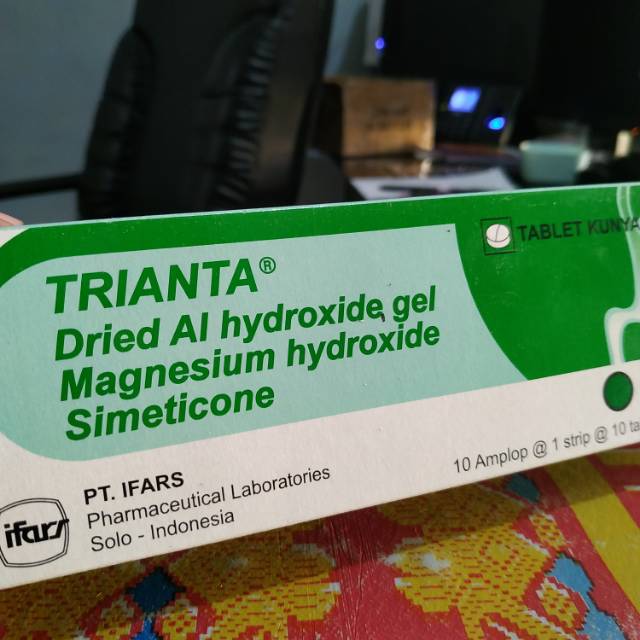 TRIANTA®
Dried Al hydroxide gel
Magnesium hydroxide
Simeticone
TABLET
PT. IFARS
Pharmaceutical Laboratories
Solo - Indonesia
ifars
10 Amplop @ 1 strip @ 10